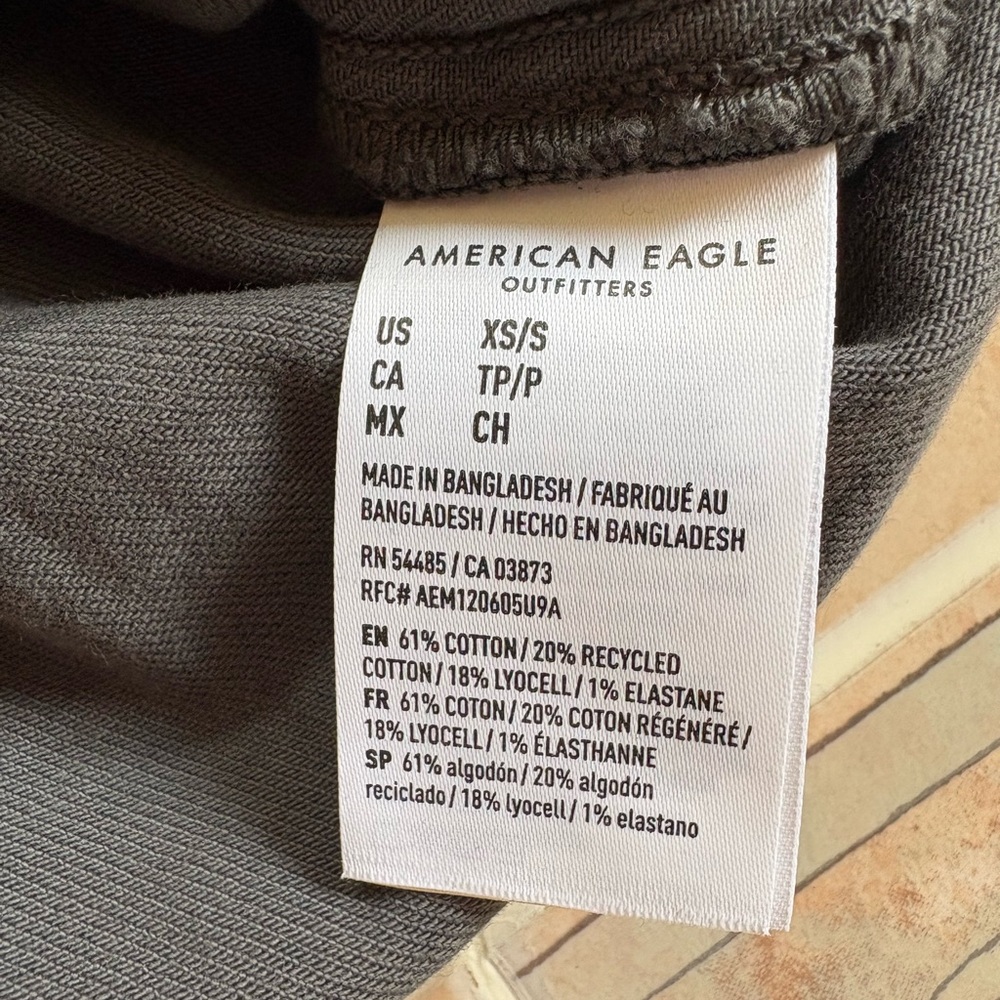 AMERICAN EAGLE
OUTFITTERS
US XS/S
CA TP/P
MX CH
MADE IN BANGLADESH / FABRIQUÉ AU
BANGLADESH / HECHO EN BANGLADESH
RN 54485 / CA 03873
RFC# AEM120605U9A
EN 61% COTTON / 20% RECYCLED
COTTON / 18% LYOCELL / 1% ELASTANE
FR 61% COTON / 20% COTON RÉGÉNÉRÉ /
18% LYOCELL / 1% ÉLASTHANNE
SP 61% algodón / 20% algodón
reciclado / 18% lyocell / 1% elastano